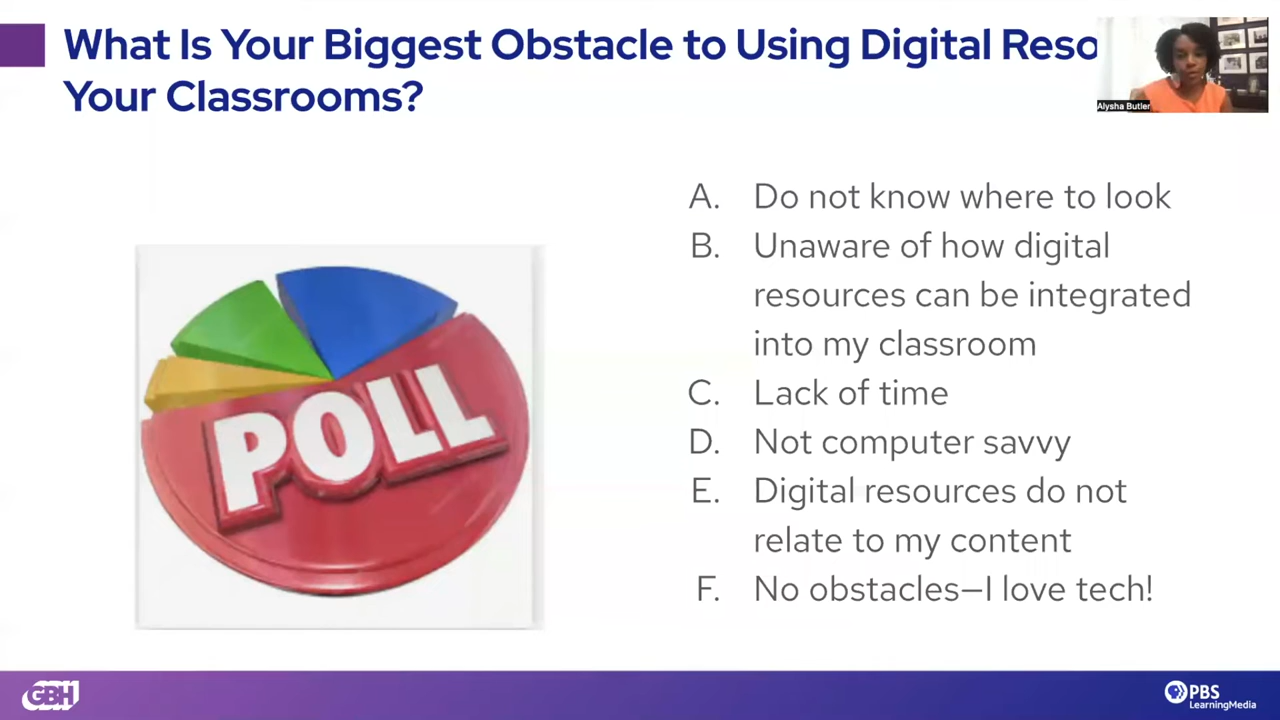 What Is Your Biggest Obstacle to Using Digital Reso
Your Classrooms?
Alysha Butler
A. Do not know where to look
B. Unaware of how digital
resources can be integrated
into my classroom
C. Lack of time
D. Not computer savvy
E. Digital resources do not
relate to my content
F. No obstacles—I love tech!
POLL
GBH
PBS
LearningMedia